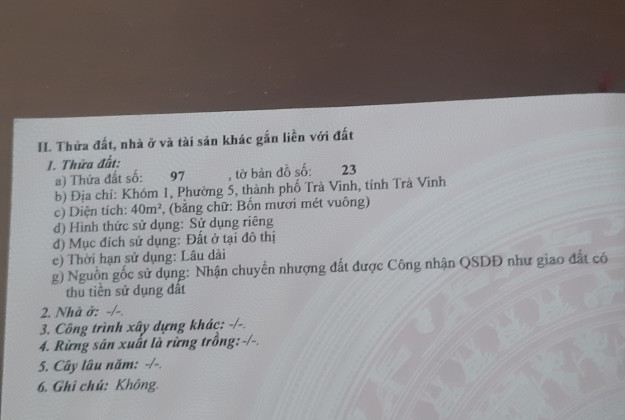 II. Thửa đất, nhà ở và tài sản khác gắn liền với đất
1. Thửa đất:
a) Thửa đất số: 97 , tờ bản đồ số: 23
b) Địa chỉ: Khóm 1, Phường 5, thành phố Trà Vinh, tỉnh Trà Vinh
c) Diện tích: 40m², (bằng chữ: Bốn mươi mét vuông)
d) Hình thức sử dụng: Sử dụng riêng
đ) Mục đích sử dụng: Đất ở tại đô thị
e) Thời hạn sử dụng: Lâu dài
g) Nguồn gốc sử dụng: Nhận chuyển nhượng đất được Công nhận QSDĐ như giao đất có
thu tiền sử dụng đất
2. Nhà ở: -/-.
3. Công trình xây dựng khác: -/-.
4. Rừng sản xuất là rừng trồng: -/-.
5. Cây lâu năm: -/-.
6. Ghi chú: Không.